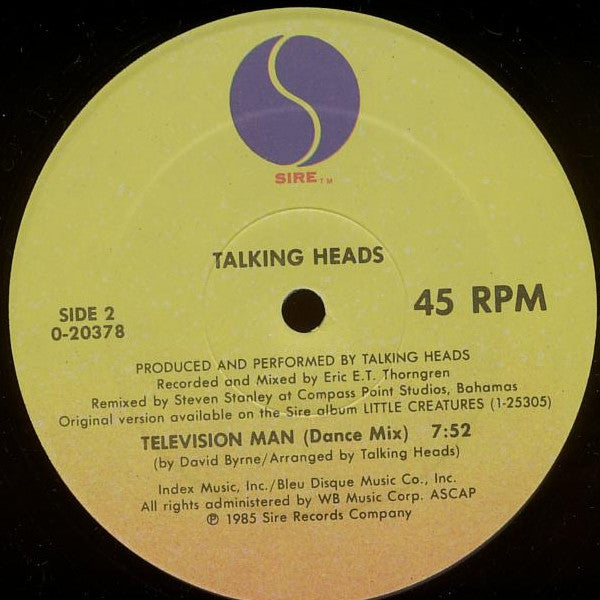 SIRE TM
TALKING HEADS
SIDE 2
0-20378
45 RPM
PRODUCED AND PERFORMED BY TALKING HEADS
Recorded and Mixed by Eric E.T. Thorngren
Remixed by Steven Stanley at Compass Point Studios, Bahamas
Original version available on the Sire album LITTLE CREATURES (1-25305)
TELEVISION MAN (Dance Mix) 7:52
(by David Byrne/Arranged by Talking Heads)
Index Music, Inc./Bleu Disque Music Co., Inc.
All rights administered by WB Music Corp. ASCAP
℗ 1985 Sire Records Company